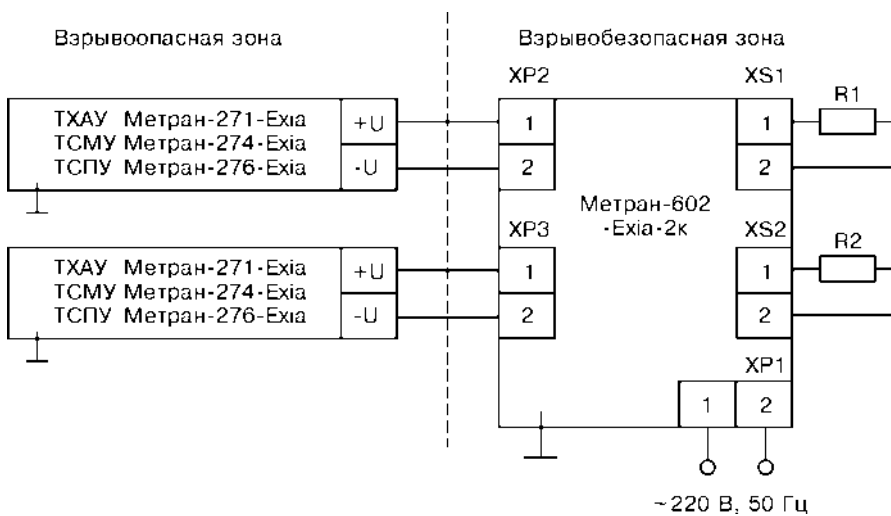 Взрывоопасная зона
Взрывобезопасная зона
XP2
XS1
R1
ТХАУ Метран-271-Exia
ТСМУ Метран-274-Exia
ТСПУ Метран-276-Exia
+U
-U
1
2
1
2
Метран-602
-Exia-2к
XP3
XS2
R2
ТХАУ Метран-271-Exia
ТСМУ Метран-274-Exia
ТСПУ Метран-276-Exia
+U
-U
1
2
1
2
XP1
1
2
~220 В, 50 Гц